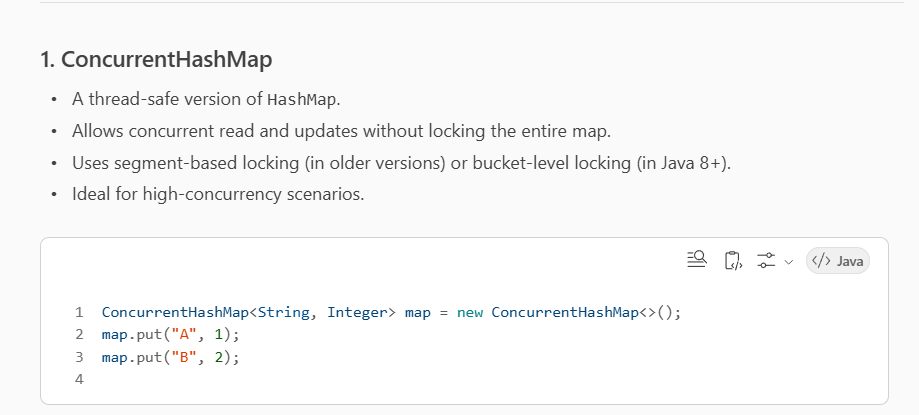 1. ConcurrentHashMap
• A thread-safe version of HashMap.
• Allows concurrent read and updates without locking the entire map.
• Uses segment-based locking (in older versions) or bucket-level locking (in Java 8+).
• Ideal for high-concurrency scenarios.
</> Java
1 ConcurrentHashMap<String, Integer> map = new ConcurrentHashMap<>();
2 map.put("A", 1);
3 map.put("B", 2);
4